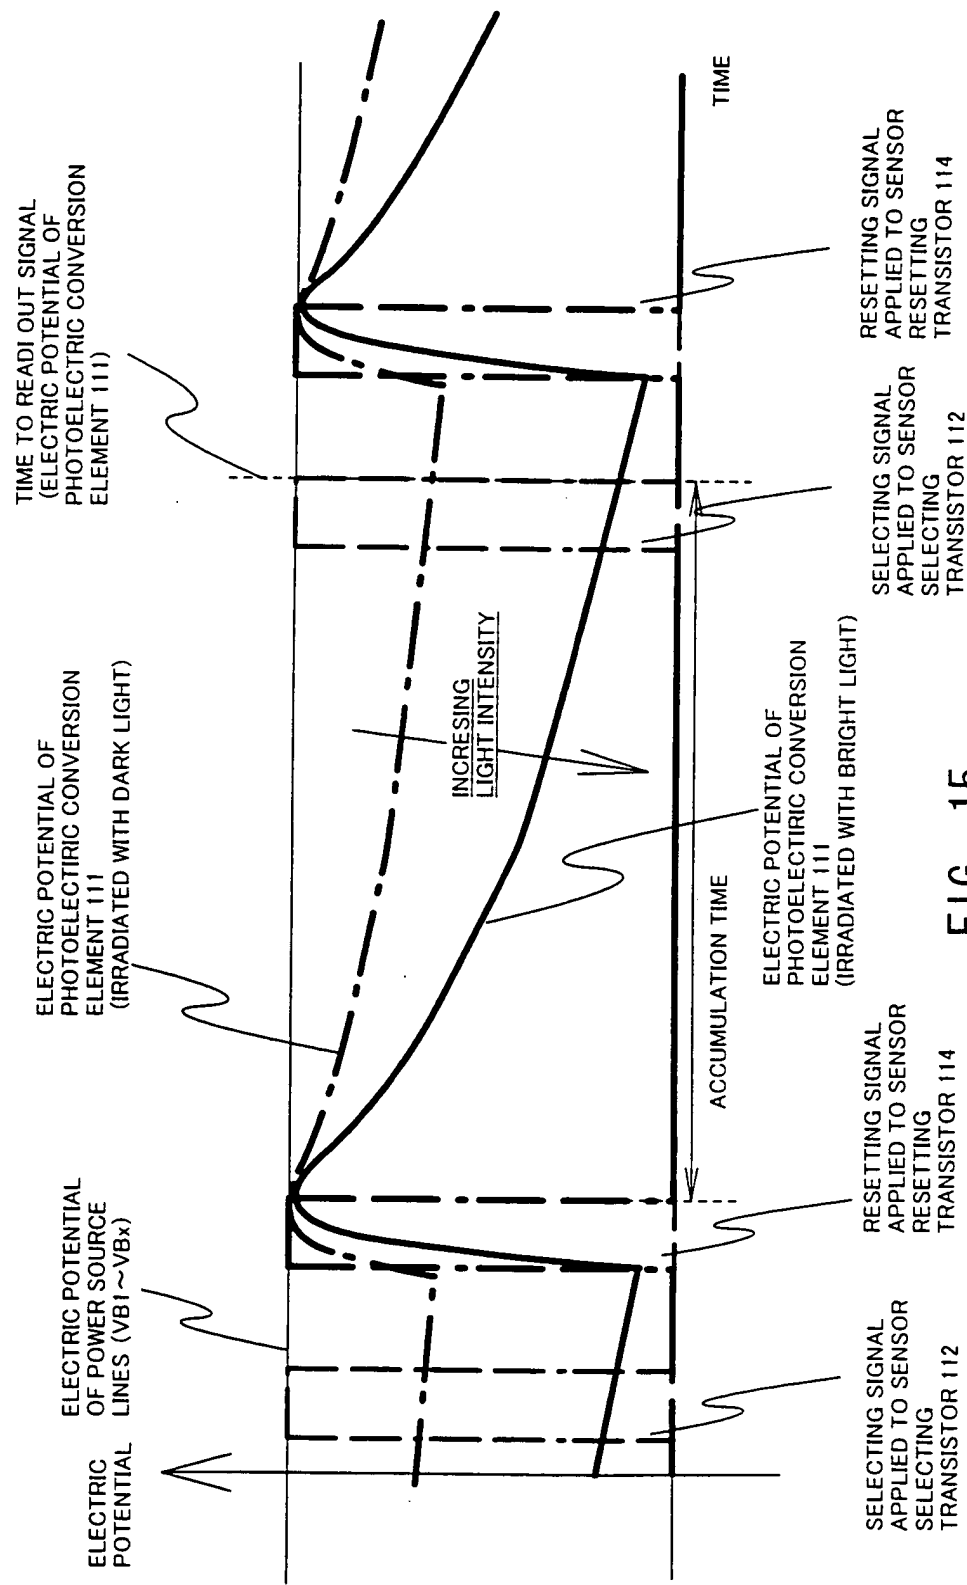 ELECTRIC
POTENTIAL
ELECTRIC POTENTIAL
OF POWER SOURCE
LINES (VB1~VBx)
ELECTRIC POTENTIAL OF
PHOTOELECTIRIC CONVERSION
ELEMENT 111
(IRRADIATED WITH DARK LIGHT)
TIME TO READI OUT SIGNAL
(ELECTRIC POTENTIAL OF
PHOTOELECTRIC CONVERSION
ELEMENT 111)
INCRESING
LIGHT INTENSITY
TIME
ACCUMULATION TIME
SELECTING SIGNAL
APPLIED TO SENSOR
SELECTING
TRANSISTOR 112
RESETTING SIGNAL
APPLIED TO SENSOR
RESETTING
TRANSISTOR 114
ELECTRIC POTENTIAL OF
PHOTOELECTIRIC CONVERSION
ELEMENT 111
(IRRADIATED WITH BRIGHT LIGHT)
SELECTING SIGNAL
APPLIED TO SENSOR
SELECTING
TRANSISTOR 112
RESETTING SIGNAL
APPLIED TO SENSOR
RESETTING
TRANSISTOR 114
FIG. 15